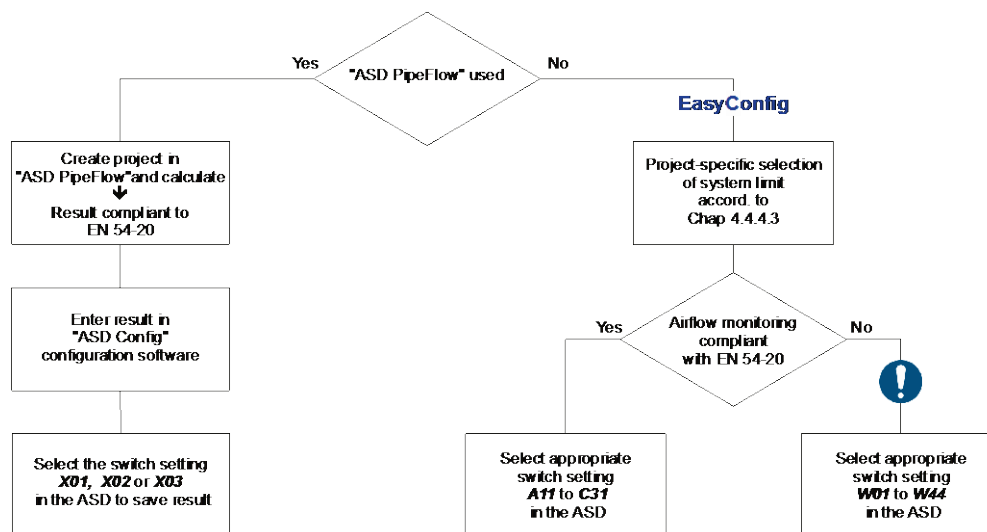 Yes
"ASD PipeFlow" used
No
EasyConfig
Create project in
"ASD PipeFlow"and calculate
Result compliant to
EN 54-20
Enter result in
"ASD Config"
configuration software
Select the switch setting
X01, X02 or X03
in the ASD to save result
Project-specific selection
of system limit
accord. to
Chap 4.4.4.3
Yes
Airflow monitoring
compliant
with EN 54-20
No
Select appropriate
switch setting
A11 to C31
in the ASD
Select appropriate
switch setting
W01 to W44
in the ASD